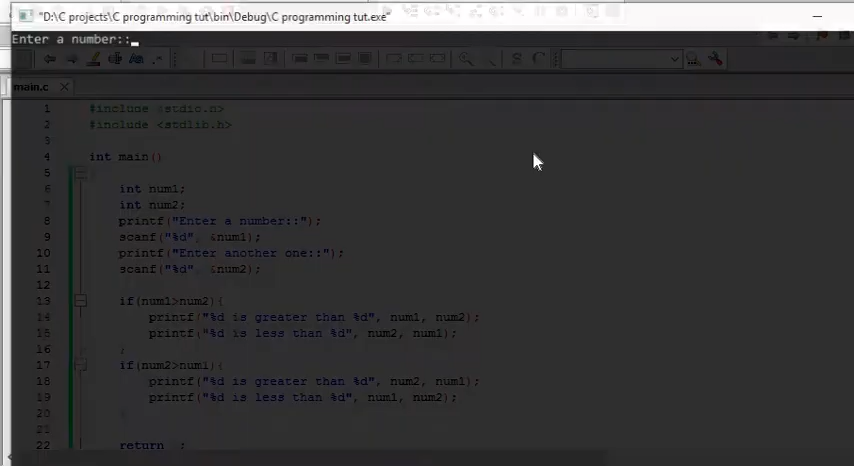 "D:\C projects\C programming tut\bin\Debug\C programming tut.exe"
Enter a number::
main.c
1 #include <stdio.h>
2 #include <stdlib.h>
3
4 int main()
5
6 int num1;
7 int num2;
8 printf("Enter a number::");
9 scanf("%d", &num1);
10 printf("Enter another one::");
11 scanf("%d", &num2);
12
13 if(num1>num2){
14 printf("%d is greater than %d", num1, num2);
15 printf("%d is less than %d", num2, num1);
16 }
17 if(num2>num1){
18 printf("%d is greater than %d", num2, num1);
19 printf("%d is less than %d", num1, num2);
20
21
22 return ;